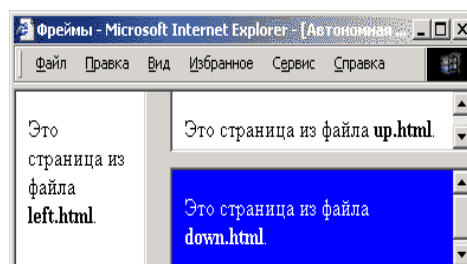 Фреймы - Microsoft Internet Explorer - [Автономная ...
Файл Правка Вид Избранное Сервис Справка
Это
страница из
файла
left.html.
Это страница из файла up.html.
Это страница из файла
down.html.